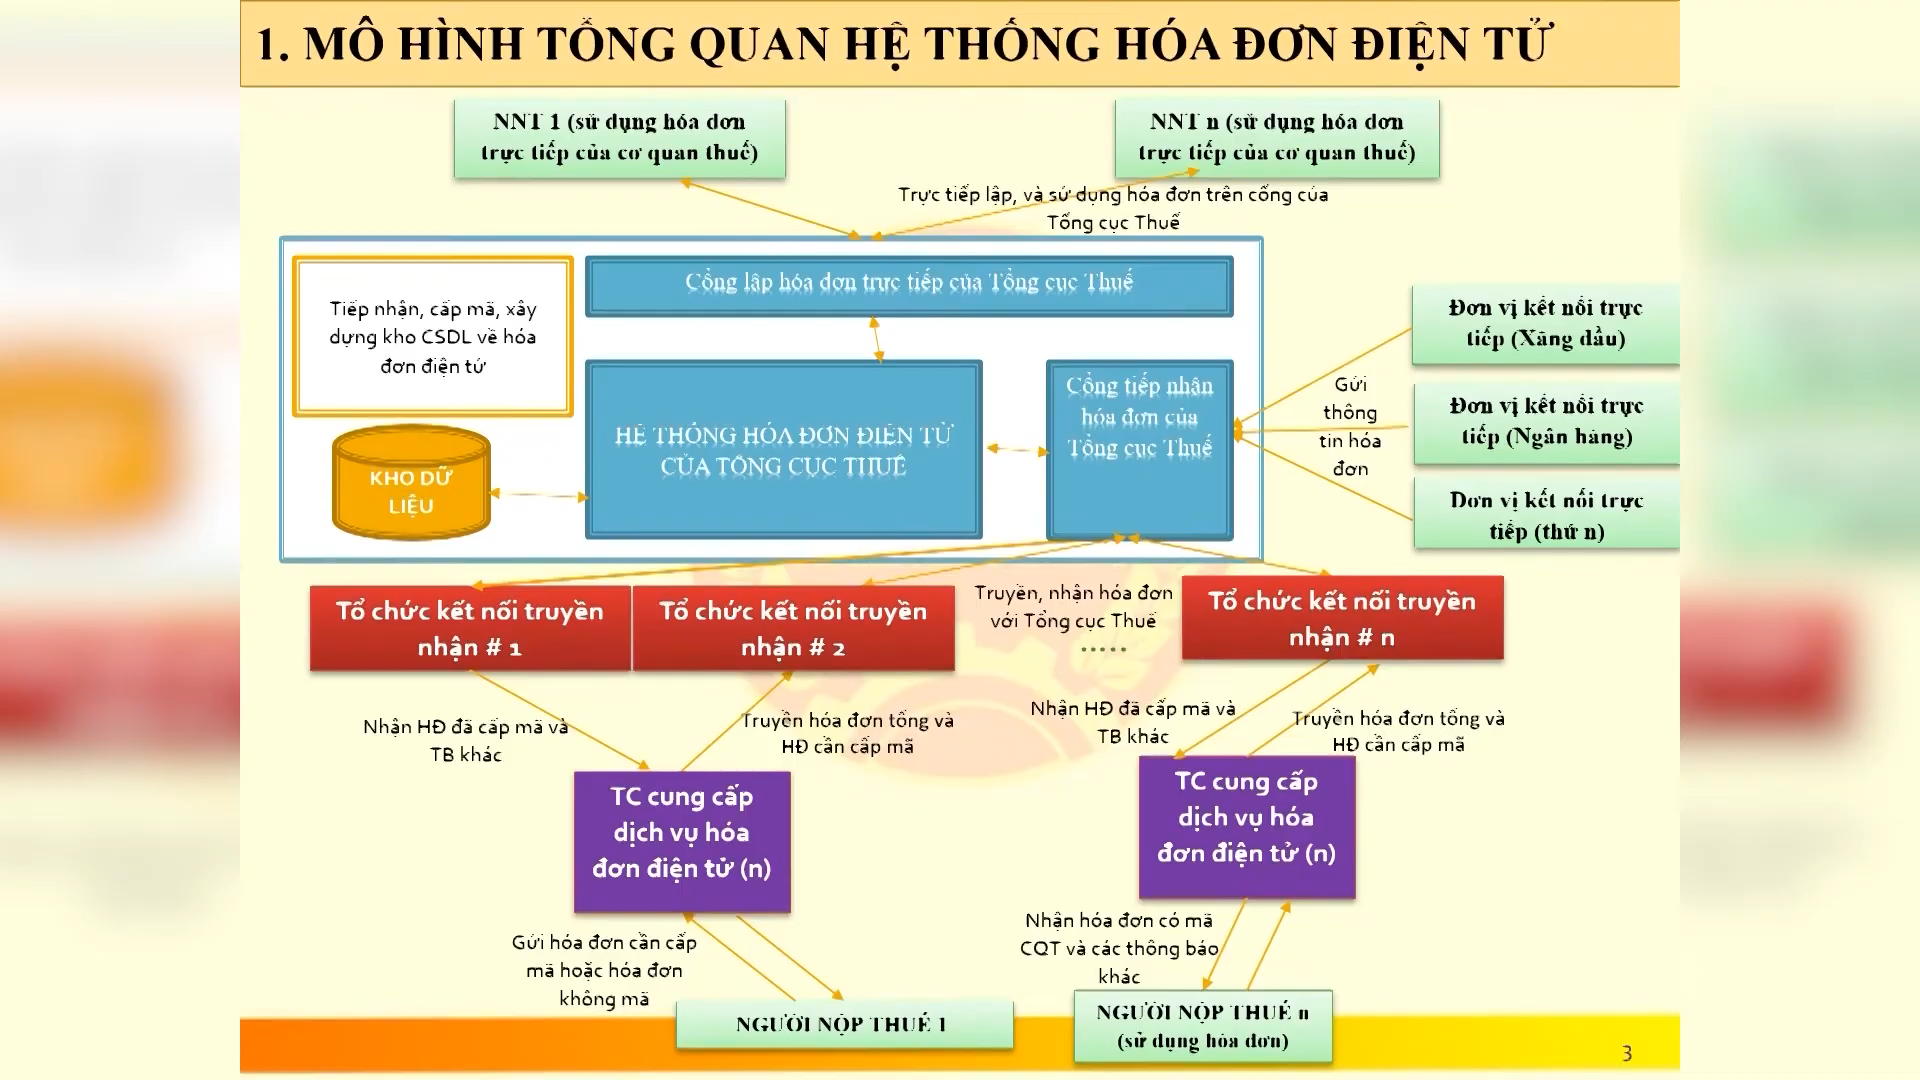 1. MÔ HÌNH TỔNG QUAN HỆ THỐNG HÓA ĐƠN ĐIỆN TỬ
NNT 1 (sử dụng hóa đơn
trực tiếp của cơ quan thuế)
NNT n (sử dụng hóa đơn
trực tiếp của cơ quan thuế)
Trực tiếp lập, và sử dụng hóa đơn trên cổng của
Tổng cục Thuế
Tiếp nhận, cấp mã, xây
dựng kho CSDL về hóa
đơn điện tử
Cổng lập hóa đơn trực tiếp của Tổng cục Thuế
KHO DỮ
LIỆU
HỆ THỐNG HÓA ĐƠN ĐIỆN TỬ
CỦA TỔNG CỤC THUẾ
Cổng tiếp nhận
hóa đơn của
Tổng cục Thuế
Gửi
thông
tin hóa
đơn
Đơn vị kết nối trực
tiếp (Xăng dầu)
Đơn vị kết nối trực
tiếp (Ngân hàng)
Đơn vị kết nối trực
tiếp (thứ n)
Tổ chức kết nối truyền
nhận # 1
Tổ chức kết nối truyền
nhận # 2
Truyền, nhận hóa đơn
với Tổng cục Thuế
.....
Tổ chức kết nối truyền
nhận # n
Nhận HĐ đã cấp mã và
TB khác
Truyền hóa đơn tổng và
HĐ cần cấp mã
Nhận HĐ đã cấp mã và
TB khác
Truyền hóa đơn tổng và
HĐ cần cấp mã
TC cung cấp
dịch vụ hóa
đơn điện tử (n)
TC cung cấp
dịch vụ hóa
đơn điện tử (n)
Gửi hóa đơn cần cấp
mã hoặc hóa đơn
không mã
Nhận hóa đơn có mã
CQT và các thông báo
khác
NGƯỜI NỘP THUẾ 1
NGƯỜI NỘP THUẾ n
(sử dụng hóa đơn)
3